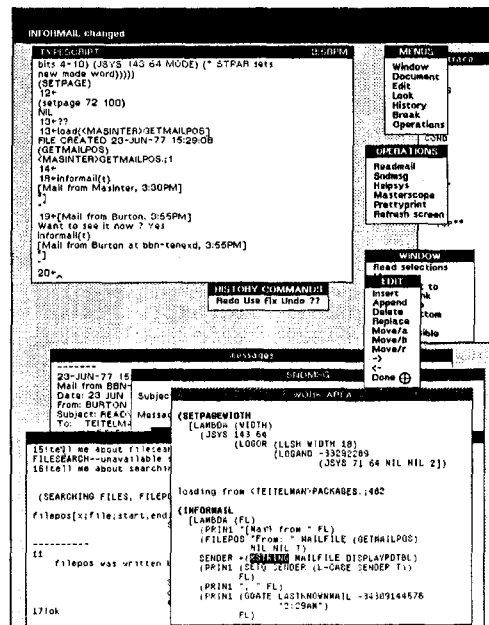 INFORMAIL changed
TYPESCRIPT 3:58PM
bits 4-10) (JSYS 143 64 MODE) (* STPAR sets
new mode word)))))
(SETPAGE)
12←
(setpage 72 100)
NIL
13←??
13←load(<MASINTER>GETMAILPOS]
FILE CREATED 23-JUN-77 15:29:08
(GETMAILPOS)
<MASINTER>GETMAILPOS.;1
14←
18←informail(t)
[Mail from Masinter, 3:30PM]
"]
19←[Mail from Burton, 3:55PM]
Want to see it now ? Yes
informail(t)
[Mail from Burton at bbn-tenexd, 3:55PM]
"]
20←
MENUS
Window
Document
Edit
Look
History
Break
Operations
trace
COND
OPERATIONS
Readmail
Sndmsg
Helpsys
Masterscope
Prettyprint
Refresh screen
WINDOW
Read selections
EDIT
Insert
Append
Delete
Replace
Move/a
Move/b
Move/r
->
<-
Done
HISTORY COMMANDS
Redo Use Fix Undo ??
messages
-------
23-JUN-77 15
Mail from BBN-
Date: 23 JUN
From: BURTON
Subject: READ
To: TEITELM
SNDMSG
Subjec
Messa
WORK AREA
(SETPAGEWIDTH
[LAMBDA (WIDTH)
(JSYS 143 64
(LOGOR (LLSH WIDTH 18)
(LOGAND -33292289
(JSYS 71 64 NIL NIL 2])
loading from <TEITELMAN>PACKAGES.;462
(INFORMAIL
[LAMBDA (FL)
(PRIN1 "[Mail from " FL)
(FILEPOS "From: " MAILFILE (GETMAILPOS)
NIL NIL T)
SENDER ←(RSTRING MAILFILE DISPLAYPDTBL)
(PRIN1 (SETQ SENDER (L-CASE SENDER T))
FL)
(PRIN1 ", " FL)
(PRIN1 (GDATE LASTKNOWNMAIL -34309144576
"2:29AM")
FL)
15!tell me about filesear
FILESEARCH--unavailable
16!tell me about searchin
(SEARCHING FILES, FILEPO
filepos[x;file;start,end
11
filepos was written
17!ok